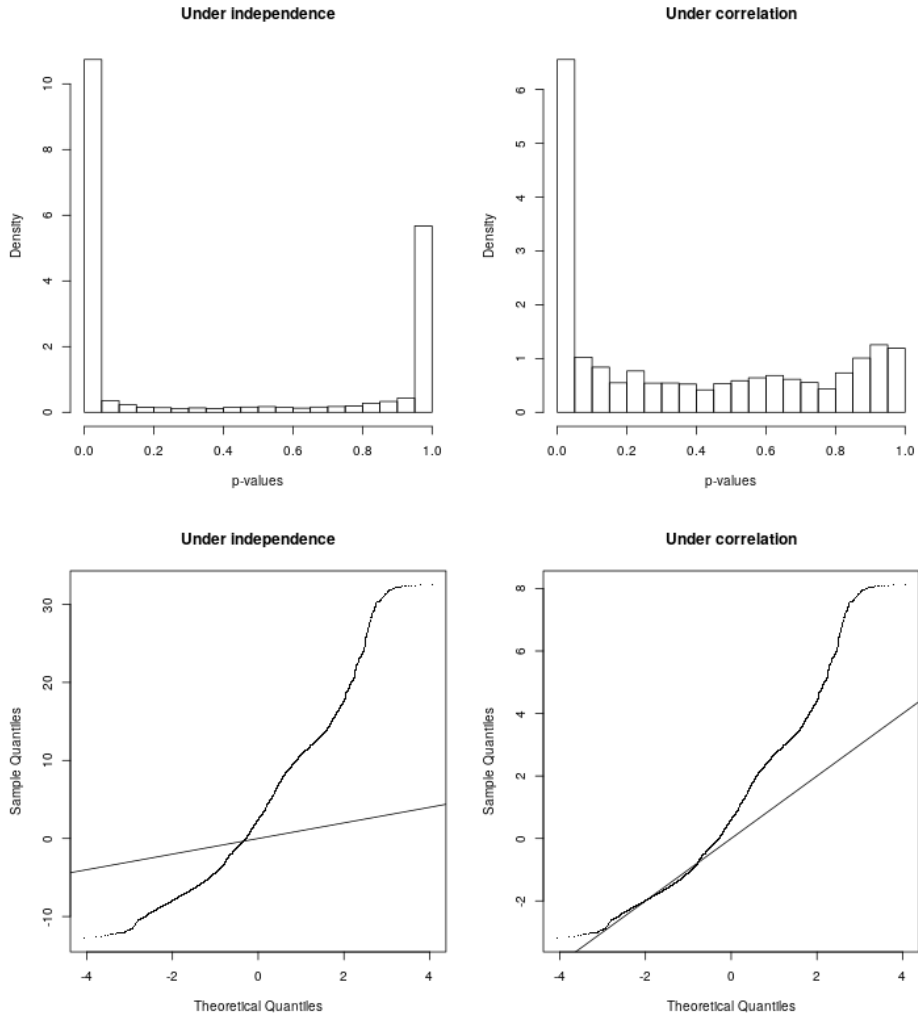 Under independence
Under correlation
Density
0 2 4 6 8 10
0.0 0.2 0.4 0.6 0.8 1.0
p-values
Density
0 1 2 3 4 5 6
0.0 0.2 0.4 0.6 0.8 1.0
p-values
Under independence
Under correlation
Sample Quantiles
-10 0 10 20 30
-4 -2 0 2 4
Theoretical Quantiles
Sample Quantiles
-2 0 2 4 6 8
-4 -2 0 2 4
Theoretical Quantiles